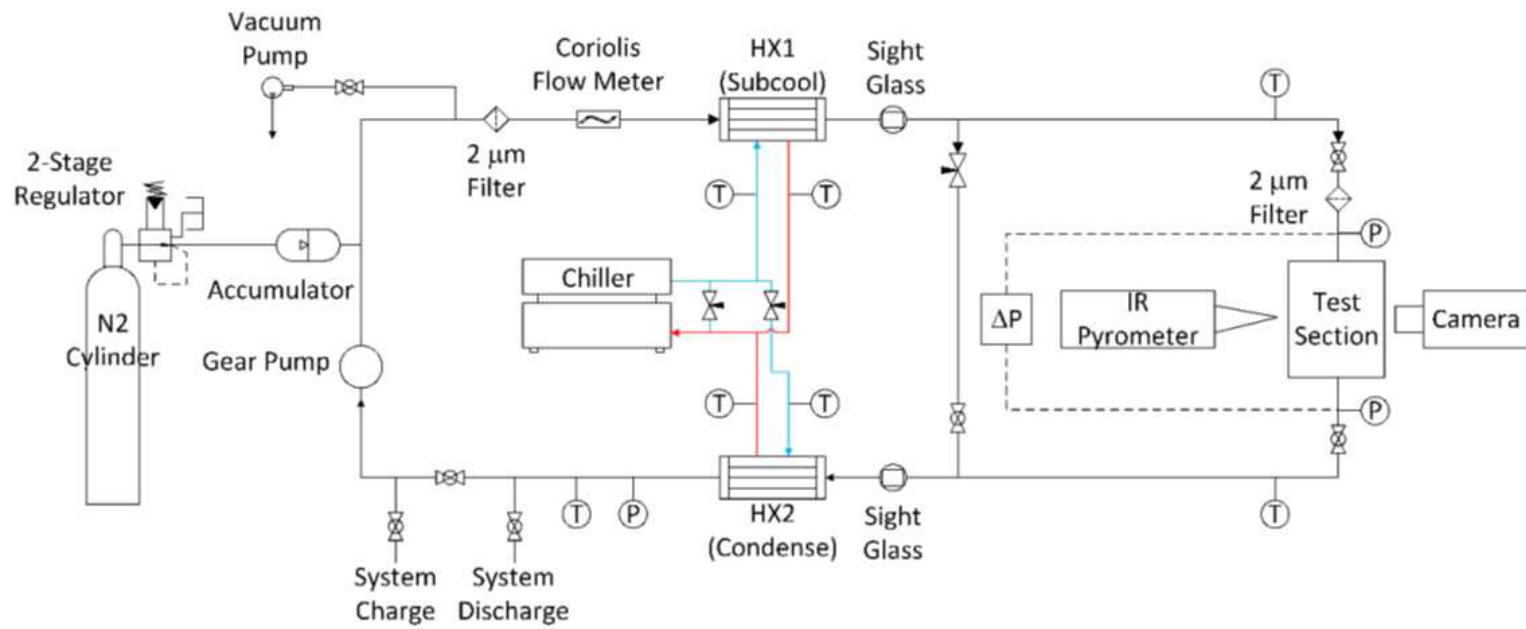 Vacuum
Pump
Coriolis
Flow Meter
HX1
(Subcool)
Sight
Glass
T
2-Stage
Regulator
2 μm
Filter
T
T
2 μm
Filter
P
Accumulator
Chiller
N2
Cylinder
Gear Pump
ΔP
IR
Pyrometer
Test
Section
Camera
T
T
P
T
P
HX2
(Condense)
Sight
Glass
T
System
Charge
System
Discharge